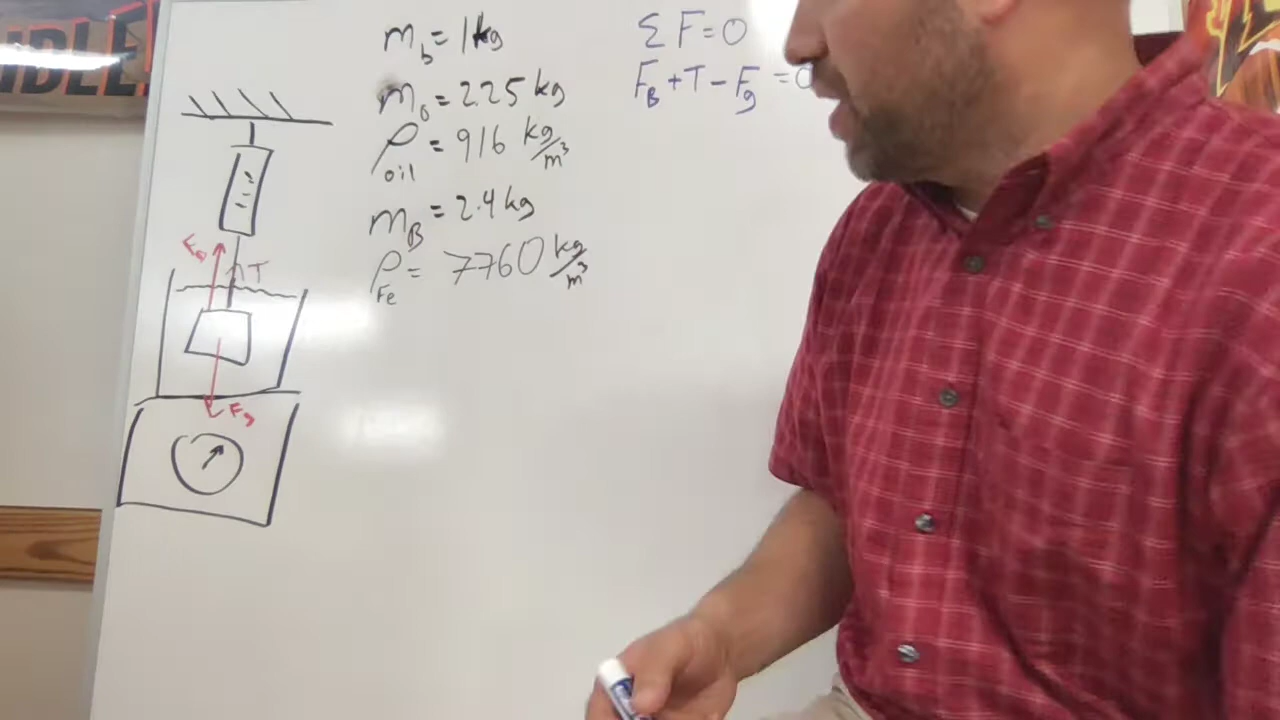 IDLE!
m_b = 1kg
m_o = 2.25 kg
ρ_oil = 916 kg/m³
m_B = 2.4 kg
ρ_Fe = 7760 kg/m³
Σ F = 0
F_B + T - F_g = 0
F_B
T
F_g